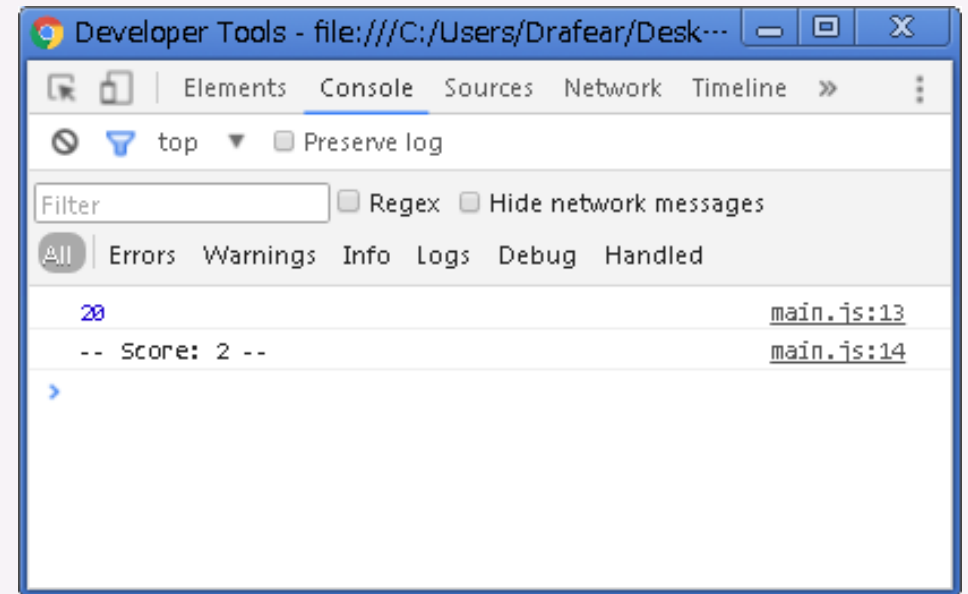 Developer Tools - file:///C:/Users/Drafear/Desk···
Elements Console Sources Network Timeline »
top ▼ Preserve log
Filter Regex Hide network messages
All Errors Warnings Info Logs Debug Handled
20 main.js:13
-- Score: 2 -- main.js:14
>